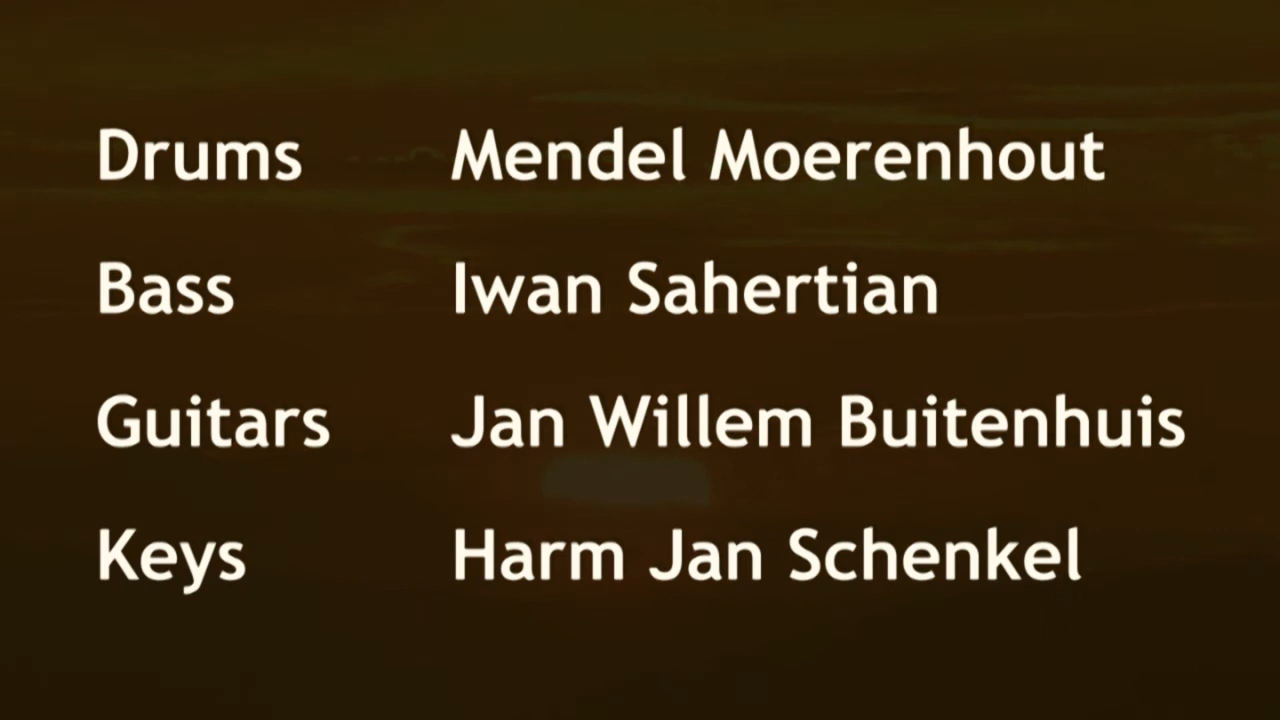 Drums Mendel Moerenhout
Bass Iwan Sahertian
Guitars Jan Willem Buitenhuis
Keys Harm Jan Schenkel